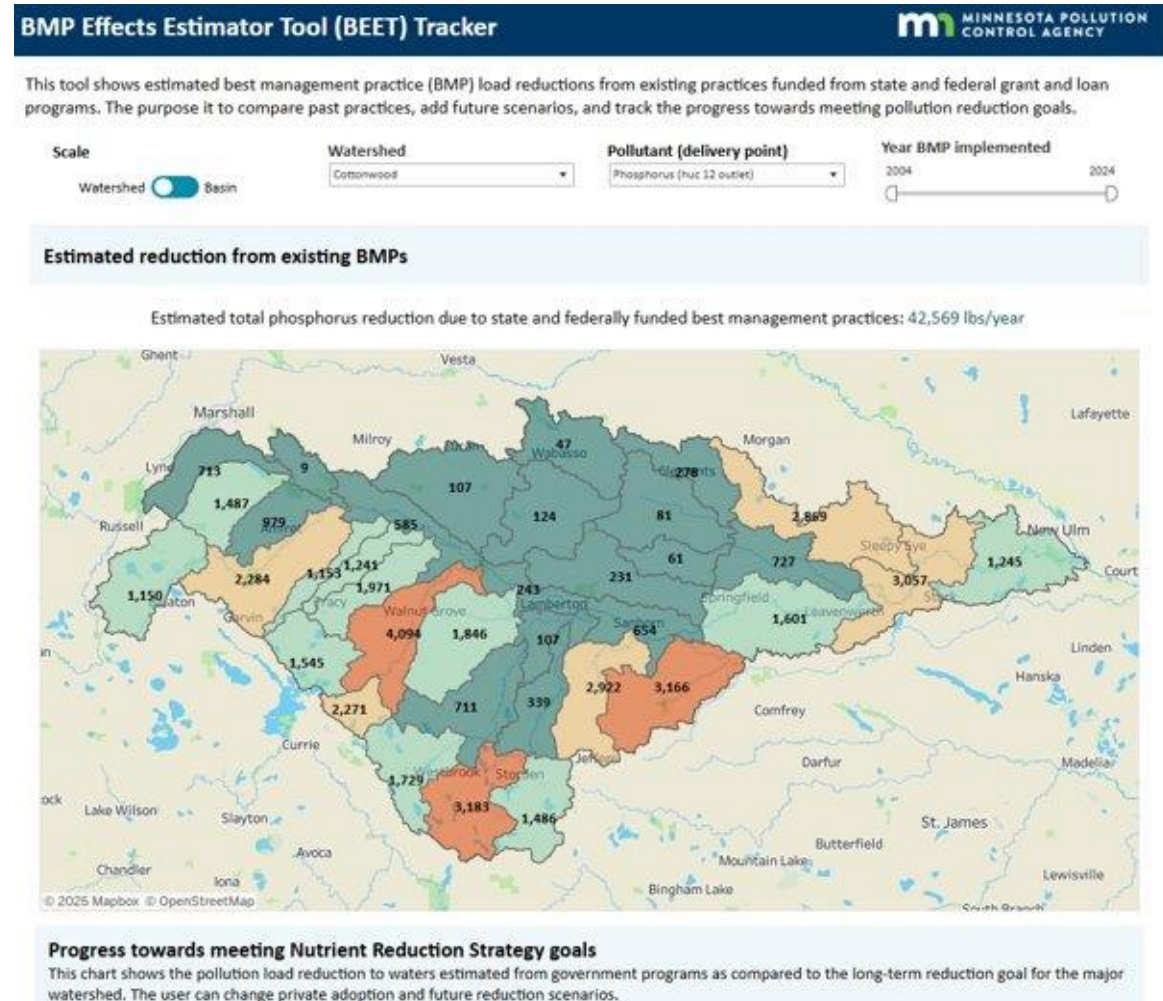 BMP Effects Estimator Tool (BEET) Tracker
MINNESOTA POLLUTION
CONTROL AGENCY
This tool shows estimated best management practice (BMP) load reductions from existing practices funded from state and federal grant and loan
programs. The purpose it to compare past practices, add future scenarios, and track the progress towards meeting pollution reduction goals.
Scale
Watershed
Pollutant (delivery point)
Year BMP implemented
Watershed Basin
Cottonwood
Phosphorus (huc 12 outlet)
2004 2024
Estimated reduction from existing BMPs
Estimated total phosphorus reduction due to state and federally funded best management practices: 42,569 lbs/year
Ghent
Vesta
Marshall
Lafayette
Milroy
Morgan
47
Wabasso
713
9
278
107
1,487
124
81
2,869
Russell
979
585
New Ulm
Sleepy Eye
61
727
1,245
1,241
1,153
2,284
231
3,057
Court
1,971
243
1,150
Springfield
Lamberton
Walnut Grove
Leavenworth
Garvin
1,601
4,094
1,846
107
654
Linden
1,545
Hanska
2,922
3,166
2,271
711
339
Comfrey
Currie
Darfur
Madelia
Westbrook
1,729
3,183
1,486
Lake Wilson
Slayton
St. James
Butterfield
Avoca
Mountain Lake
Chandler
Iona
Lewisville
Bingham Lake
© 2025 Mapbox © OpenStreetMap
South Branch
Progress towards meeting Nutrient Reduction Strategy goals
This chart shows the pollution load reduction to waters estimated from government programs as compared to the long-term reduction goal for the major
watershed. The user can change private adoption and future reduction scenarios.